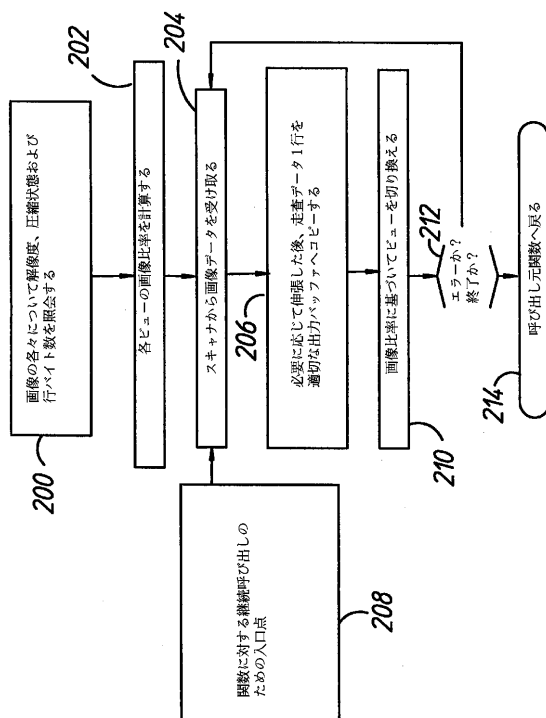 画像の各々について解像度、圧縮状態および
行バイト数を照会する
200
各ビューの画像比率を計算する
202
スキャナから画像データを受け取る
204
必要に応じて伸張した後、走査データ1行を
適切な出力バッファへコピーする
206
関数に対する継続呼び出しの
ための入口点
208
画像比率に基づいてビューを切り換える
210
エラーか?
終了か?
212
呼び出し元関数へ戻る
214